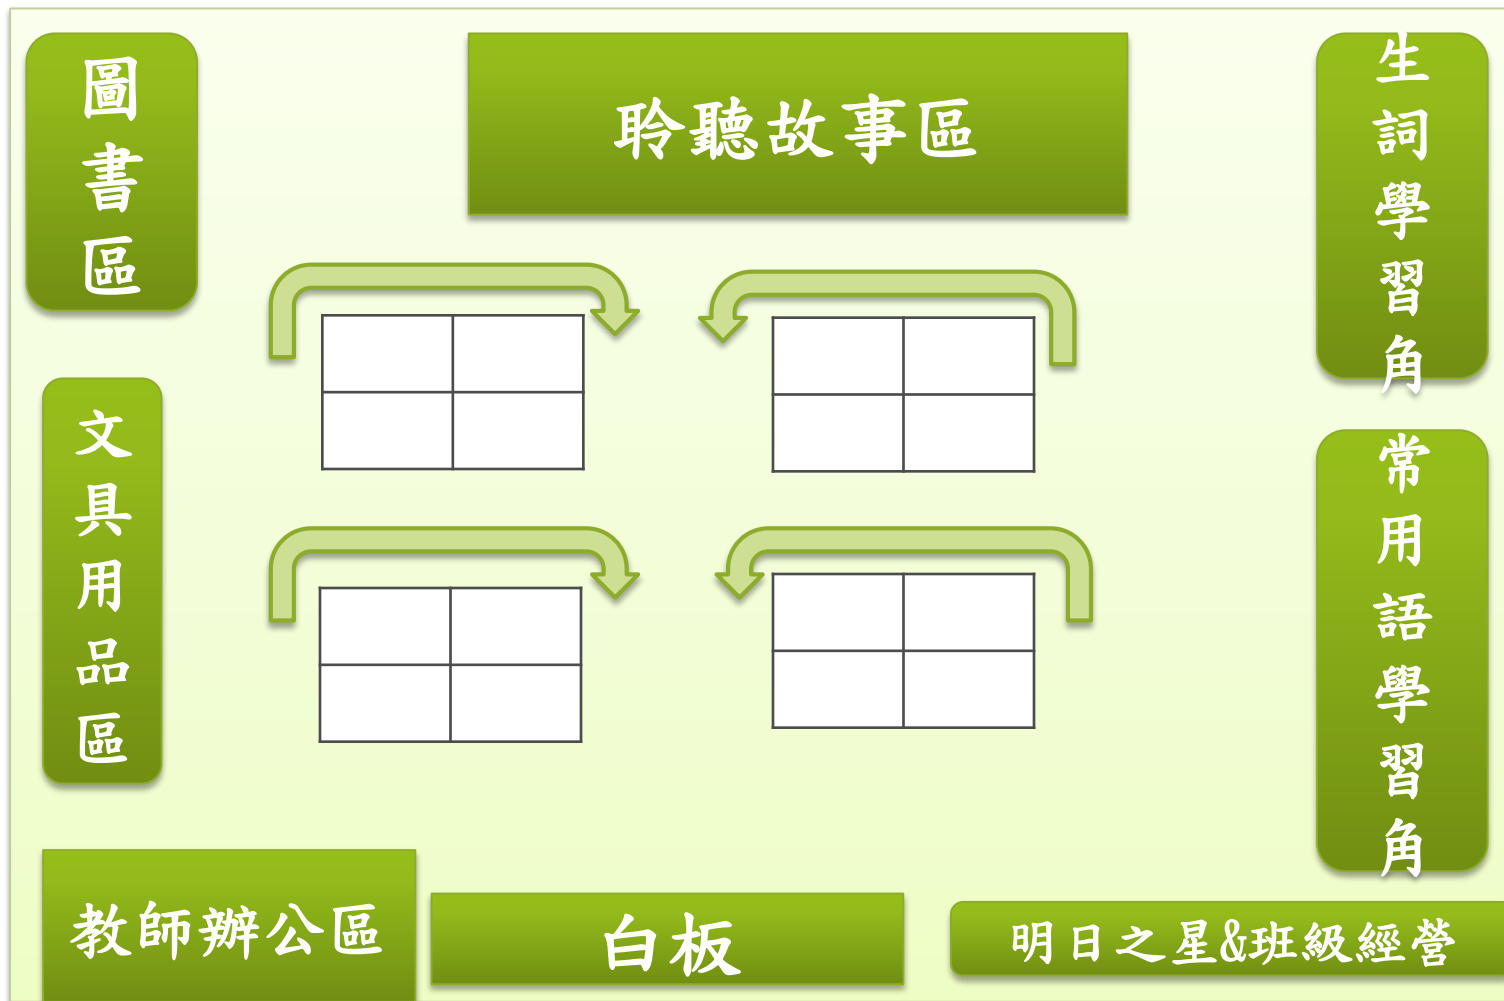 圖書區
聆聽故事區
生詞學習角
文具用品區
常用語學習角
教師辦公區
白板
明日之星&班級經營